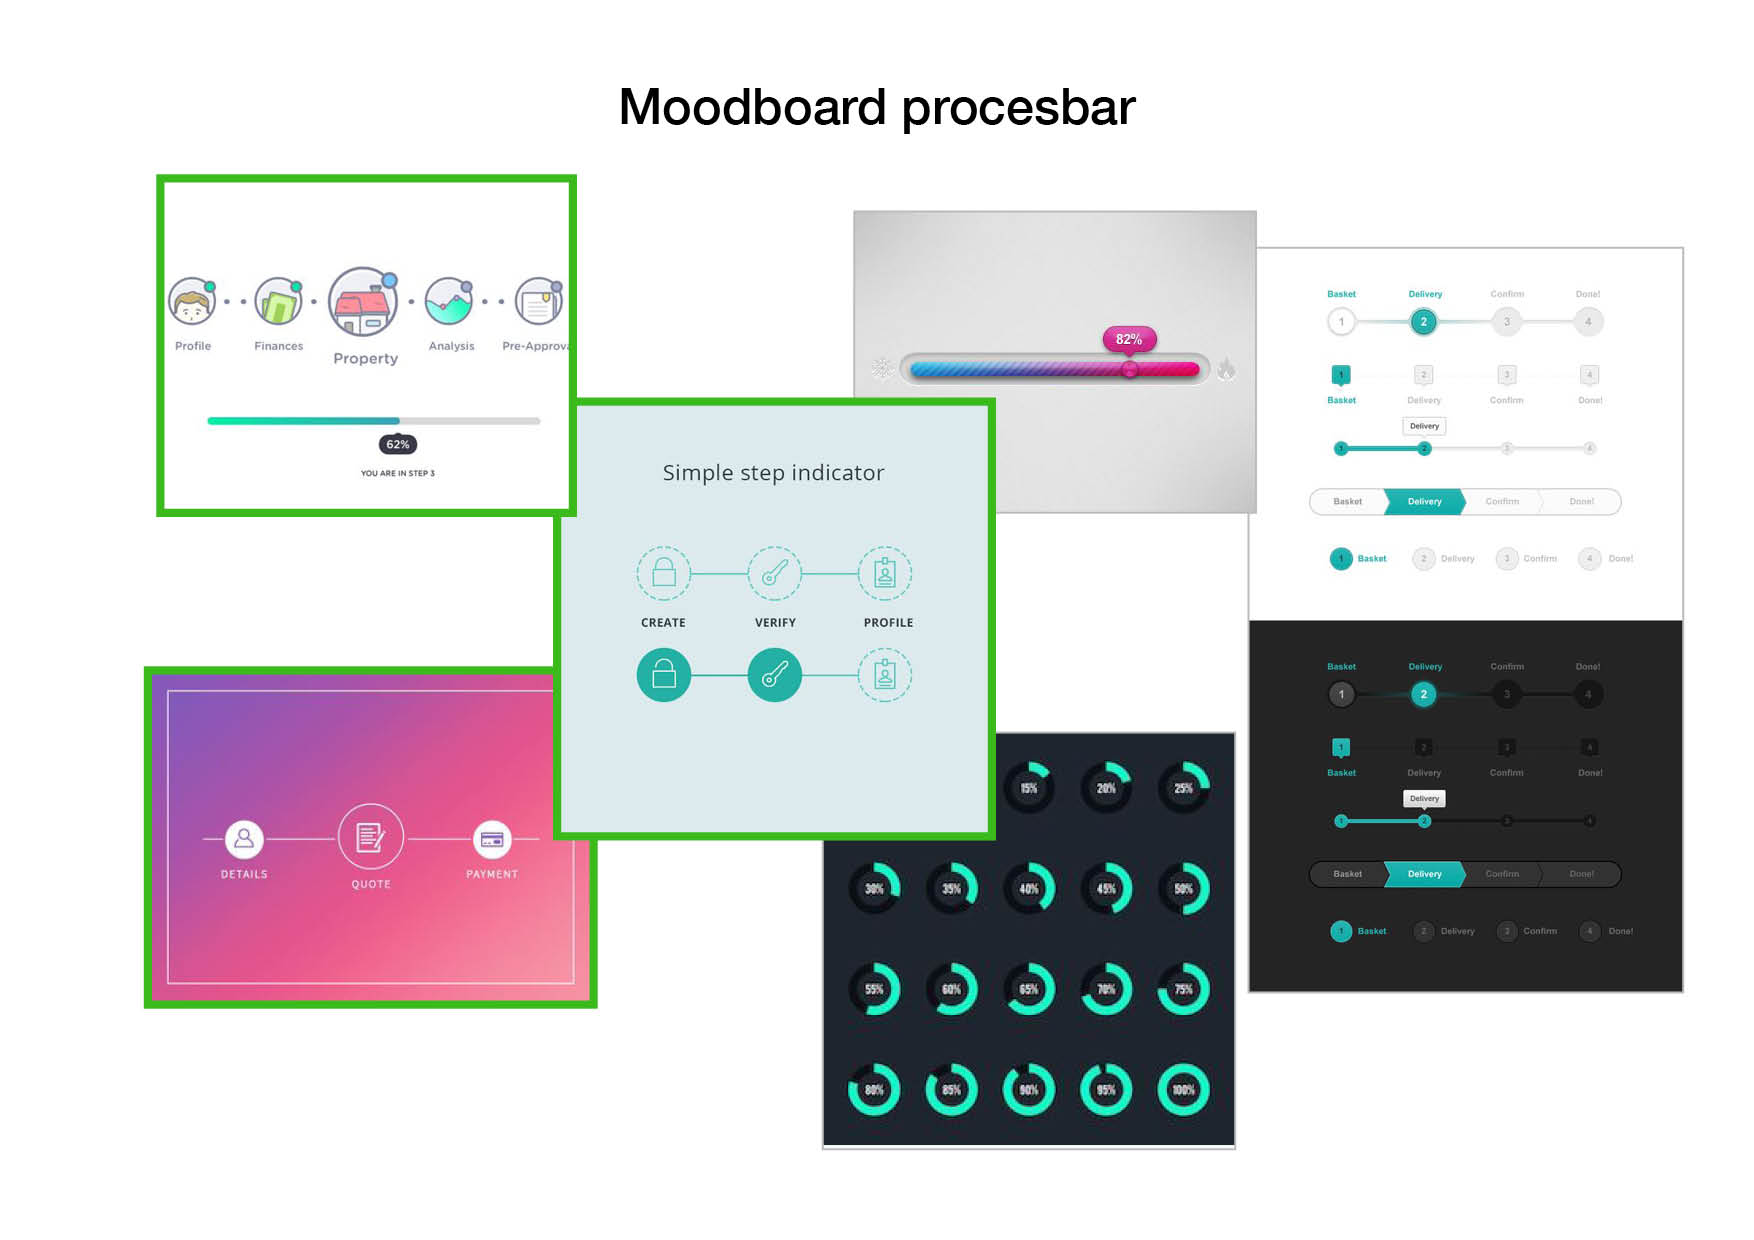 Moodboard procesbar
Profile
Finances
Property
Analysis
Pre-Approva
62%
YOU ARE IN STEP 3
82%
Simple step indicator
CREATE
VERIFY
PROFILE
DETAILS
QUOTE
PAYMENT
15%
20%
25%
30%
35%
40%
45%
50%
55%
60%
65%
70%
75%
80%
85%
90%
95%
100%
Basket Delivery Confirm Done!
1 2 3 4
1 2 3 4
Basket Delivery Confirm Done!
Delivery
1 2 3 4
Basket Delivery Confirm Done!
1 Basket 2 Delivery 3 Confirm 4 Done!
Basket Delivery Confirm Done!
1 2 3 4
1 2 3 4
Basket Delivery Confirm Done!
Delivery
1 2 3 4
Basket Delivery Confirm Done!
1 Basket 2 Delivery 3 Confirm 4 Done!